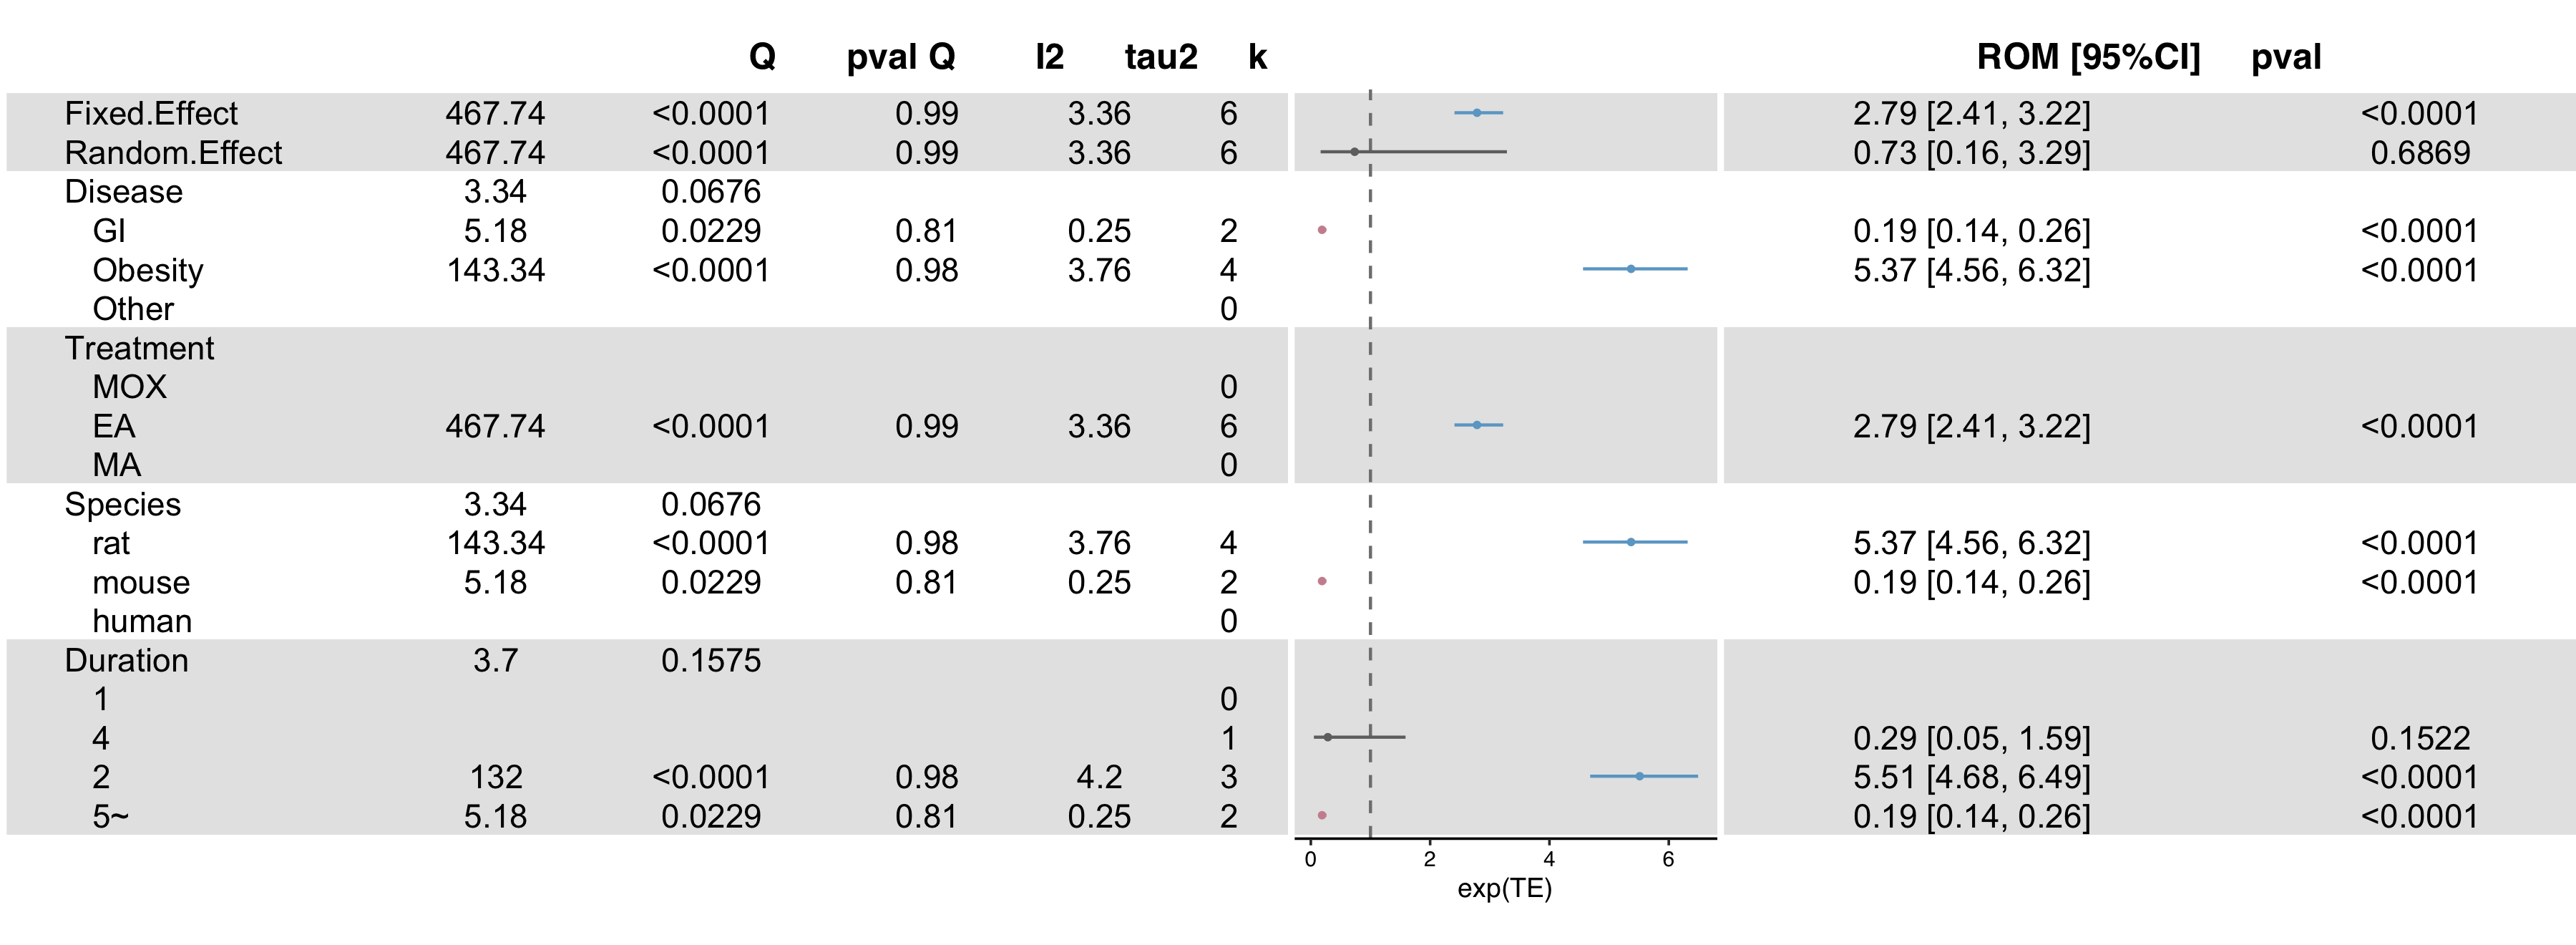 Q pval Q I2 tau2 k ROM [95%CI] pval
Fixed.Effect 467.74 <0.0001 0.99 3.36 6 2.79 [2.41, 3.22] <0.0001
Random.Effect 467.74 <0.0001 0.99 3.36 6 0.73 [0.16, 3.29] 0.6869
Disease 3.34 0.0676
GI 5.18 0.0229 0.81 0.25 2 0.19 [0.14, 0.26] <0.0001
Obesity 143.34 <0.0001 0.98 3.76 4 5.37 [4.56, 6.32] <0.0001
Other 0
Treatment
MOX 0
EA 467.74 <0.0001 0.99 3.36 6 2.79 [2.41, 3.22] <0.0001
MA 0
Species 3.34 0.0676
rat 143.34 <0.0001 0.98 3.76 4 5.37 [4.56, 6.32] <0.0001
mouse 5.18 0.0229 0.81 0.25 2 0.19 [0.14, 0.26] <0.0001
human 0
Duration 3.7 0.1575
1 0
4 1 0.29 [0.05, 1.59] 0.1522
2 132 <0.0001 0.98 4.2 3 5.51 [4.68, 6.49] <0.0001
5~ 5.18 0.0229 0.81 0.25 2 0.19 [0.14, 0.26] <0.0001
0 2 4 6
exp(TE)